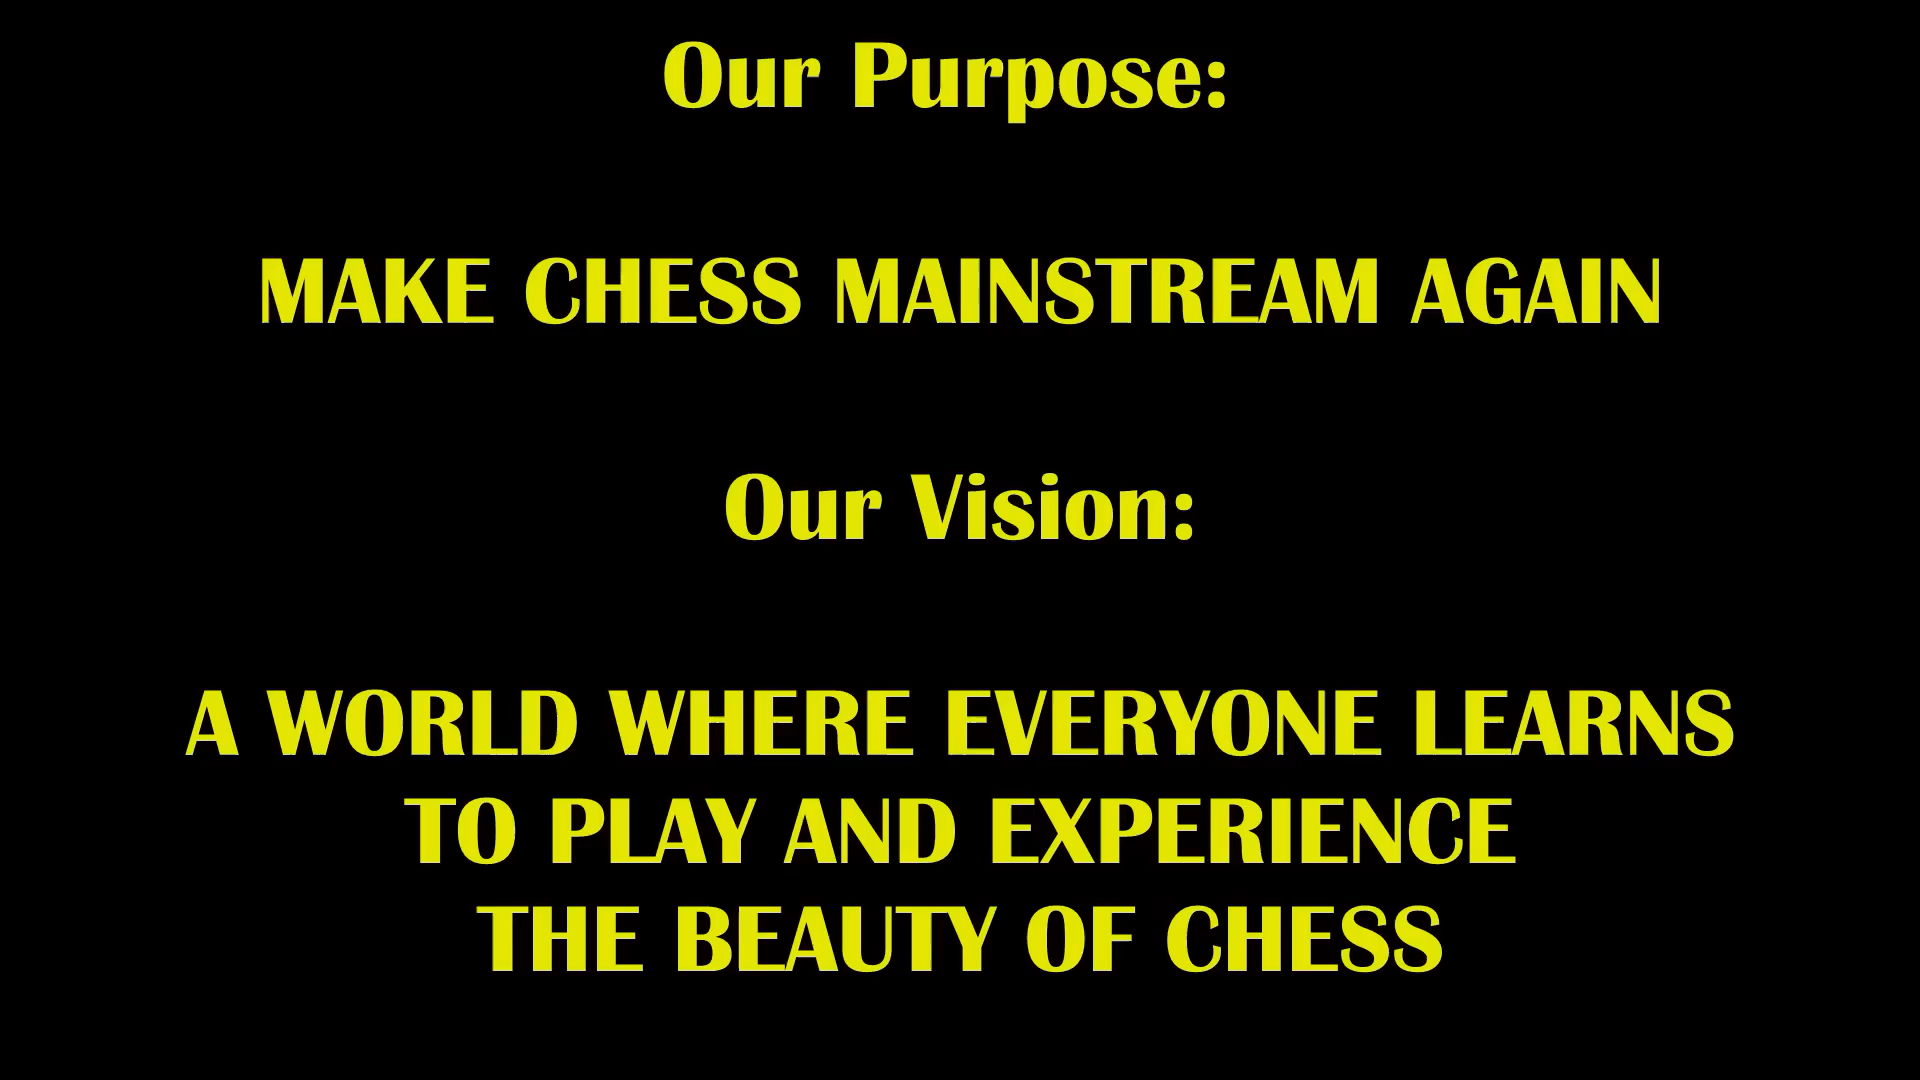 Our Purpose:
MAKE CHESS MAINSTREAM AGAIN
Our Vision:
A WORLD WHERE EVERYONE LEARNS
TO PLAY AND EXPERIENCE
THE BEAUTY OF CHESS